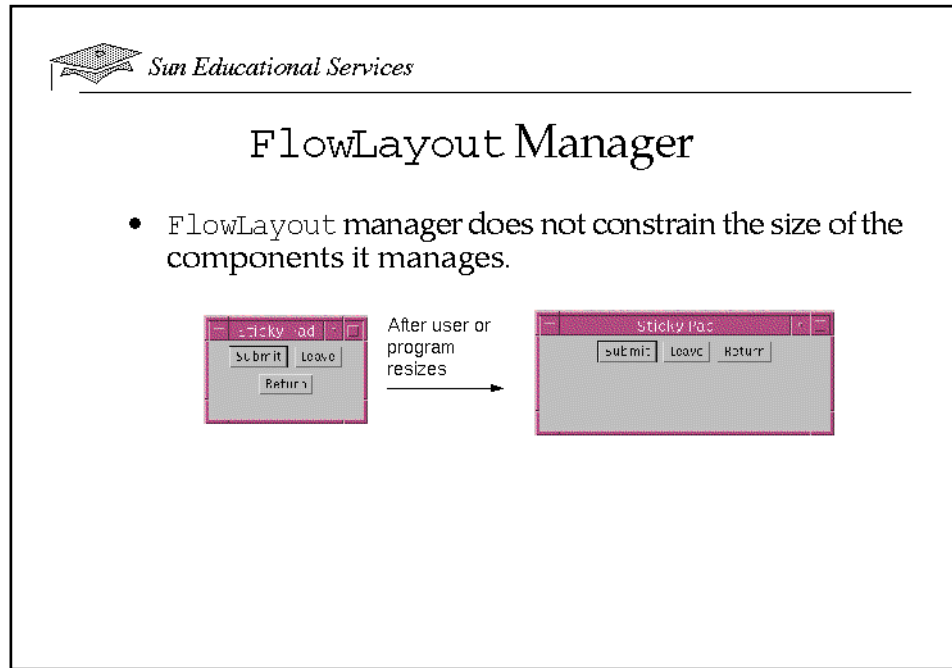 Sun Educational Services
FlowLayout Manager
• FlowLayout manager does not constrain the size of the
components it manages.
Sticky Pad
Submit Leave
Return
After user or
program
resizes
Sticky Pad
Submit Leave Return